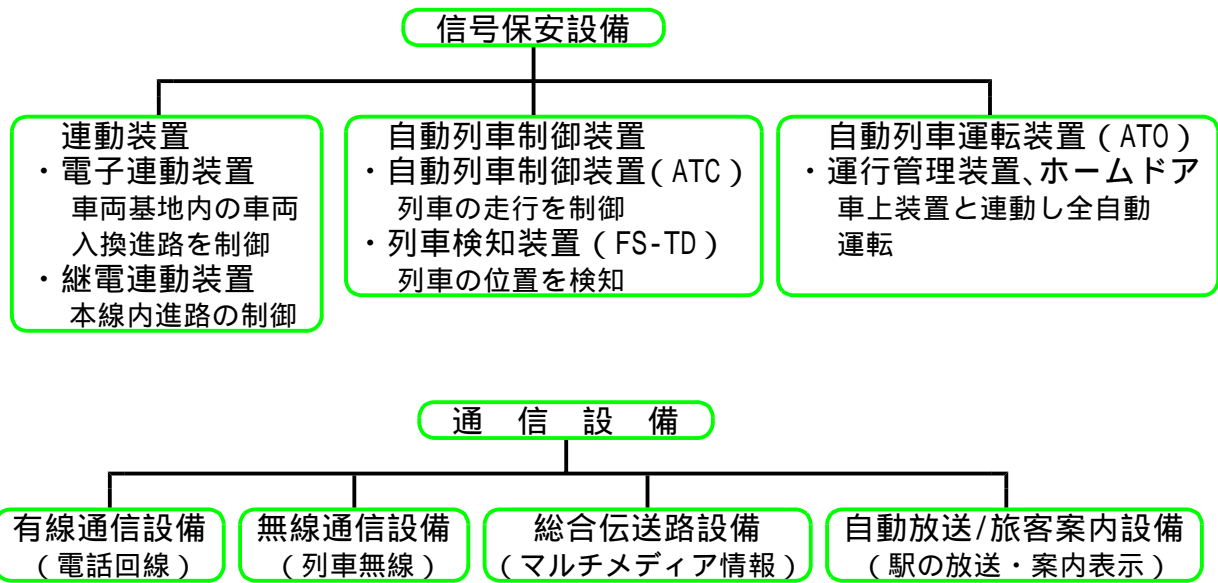 信号保安設備
連動装置
・電子連動装置
車両基地内の車両
入換進路を制御
・継電連動装置
本線内進路の制御
自動列車制御装置
・自動列車制御装置(ATC)
列車の走行を制御
・列車検知装置(FS-TD)
列車の位置を検知
自動列車運転装置(ATO)
・運行管理装置、ホームドア
車上装置と連動し全自動
運転
通 信 設 備
有線通信設備
(電話回線)
無線通信設備
(列車無線)
総合伝送路設備
(マルチメディア情報)
自動放送/旅客案内設備
(駅の放送・案内表示)